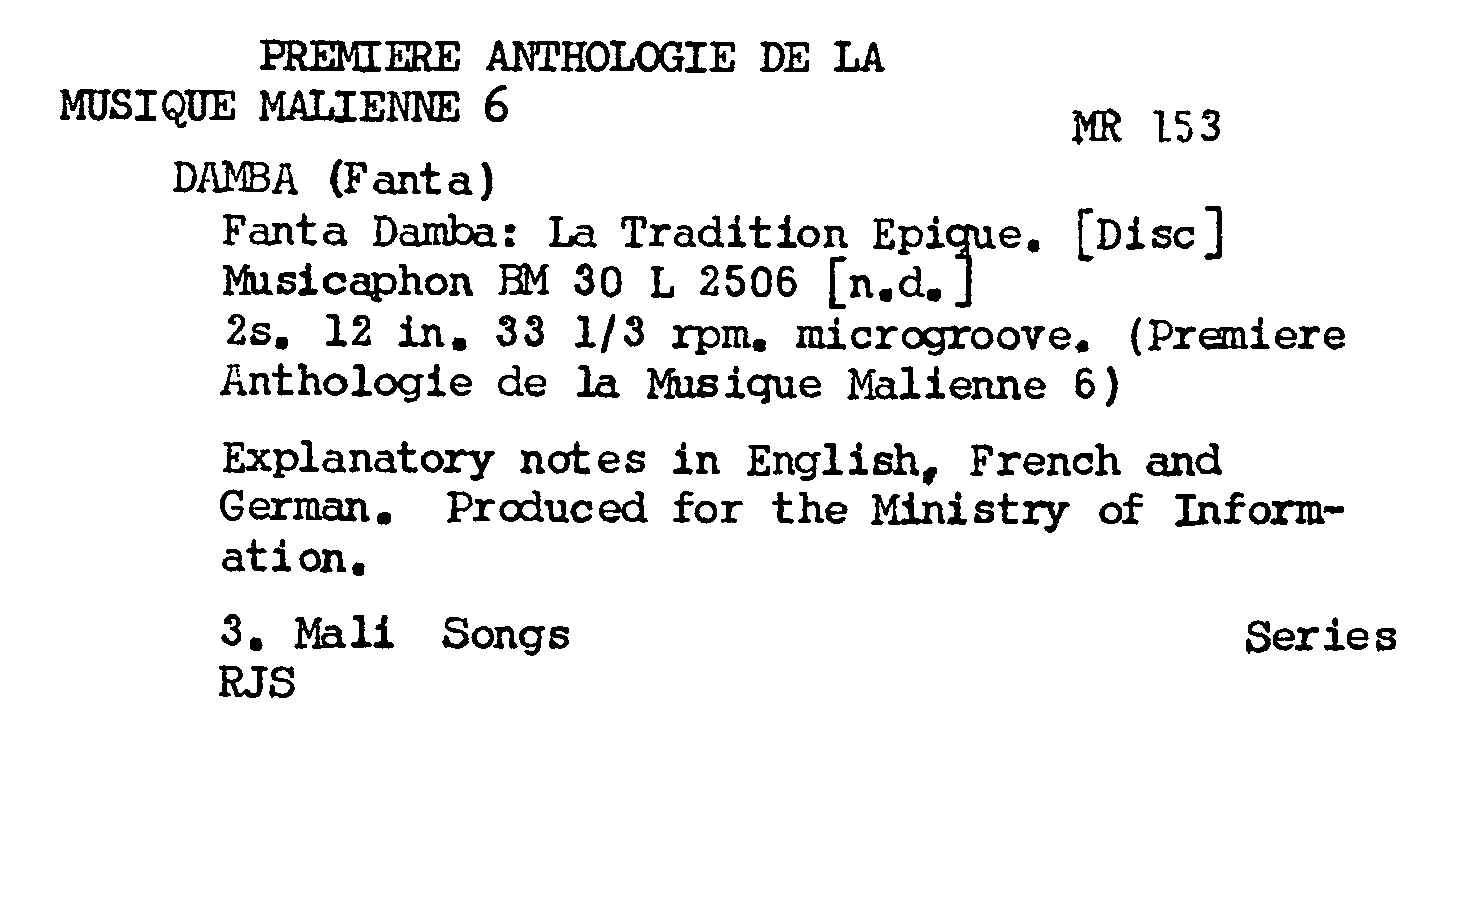 PREMIERE ANTHOLOGIE DE LA
MUSIQUE MALIENNE 6
MR 153
DAMBA (Fanta)
Fanta Damba: La Tradition Epique. [Disc]
Musicaphon BM 30 L 2506 [n.d.]
2s. 12 in. 33 1/3 rpm. microgroove. (Premiere
Anthologie de la Musique Malienne 6)
Explanatory notes in English, French and
German. Produced for the Ministry of Inform-
ation.
3. Mali Songs
Series
RJS